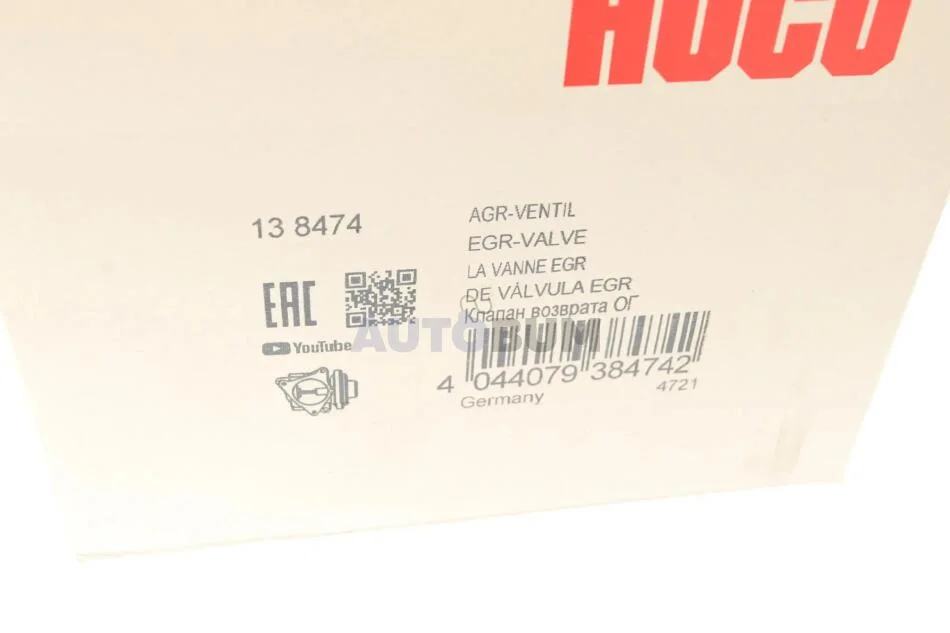 HÜCO
13 8474
AGR-VENTIL
EGR-VALVE
LA VANNE EGR
DE VÁLVULA EGR
Клапан возврата ОГ
EAC
YouTube
AUTOBUM
4 044079 384742
4721
Germany